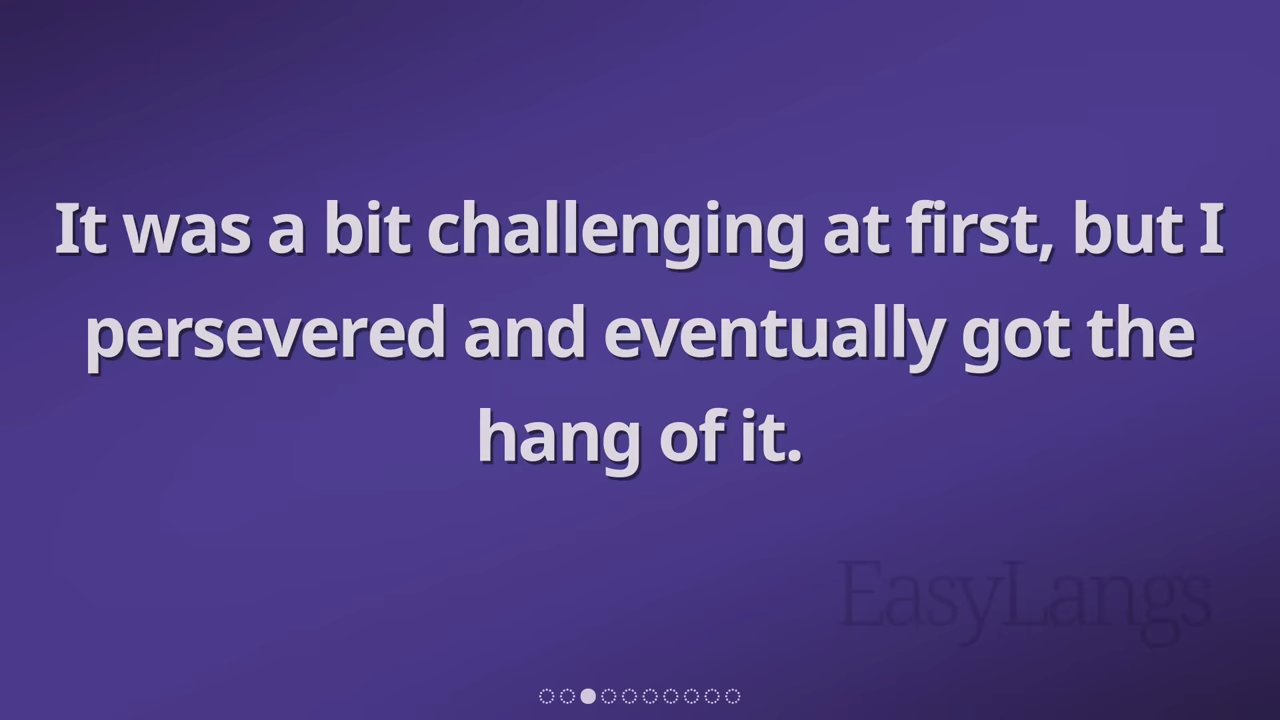 It was a bit challenging at first, but I
persevered and eventually got the
hang of it.
EasyLangs